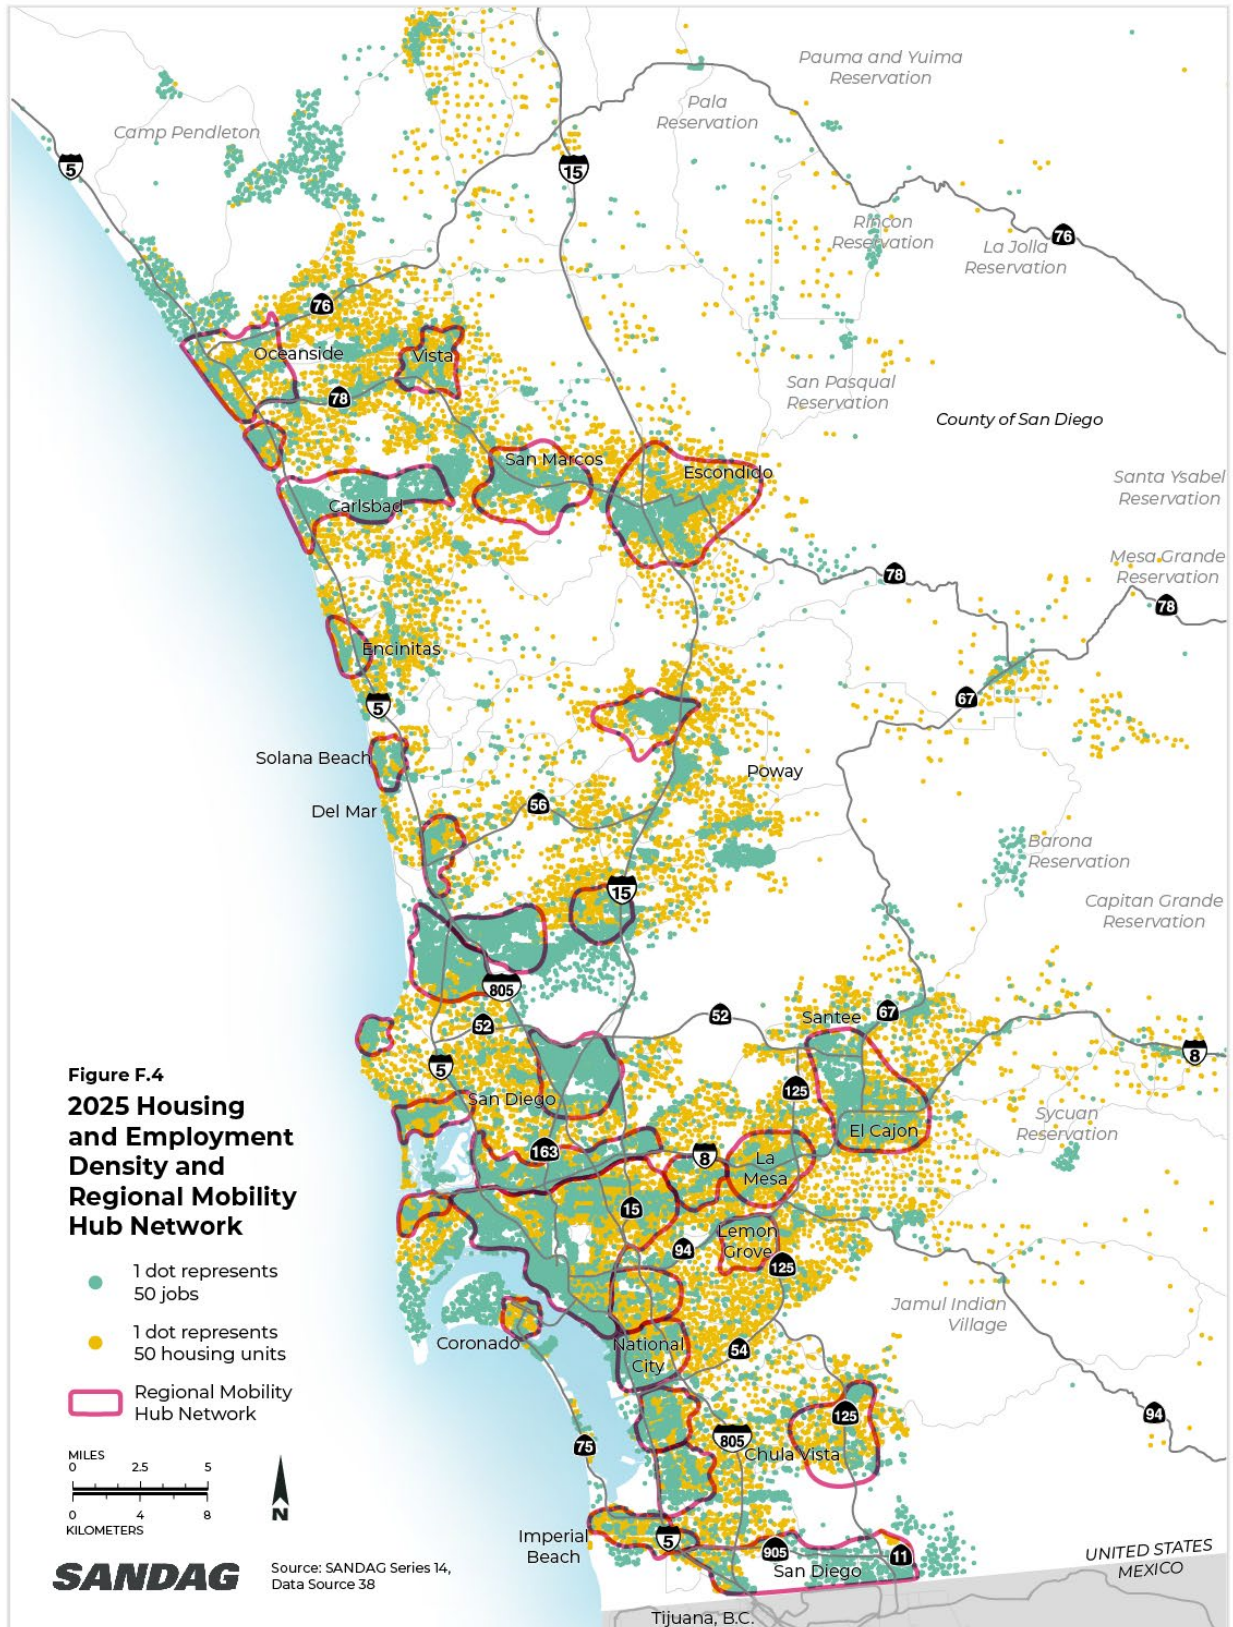 Pauma and Yuima
Reservation
Pala
Reservation
Camp Pendleton
5
15
Rincon
Reservation
La Jolla
Reservation
76
76
Oceanside
Vista
78
San Pasqual
Reservation
County of San Diego
San Marcos
Escondido
Santa Ysabel
Reservation
Carlsbad
Mesa Grande
Reservation
78
78
Encinitas
67
5
Solana Beach
Poway
Del Mar
56
Barona
Reservation
15
Capitan Grande
Reservation
805
52
52
Santee
67
5
8
Figure F.4
2025 Housing
and Employment
Density and
Regional Mobility
Hub Network
125
San Diego
Sycuan
Reservation
El Cajon
163
8
La
Mesa
15
Lemon
Grove
94
125
1 dot represents
50 jobs
1 dot represents
50 housing units
Regional Mobility
Hub Network
Jamul Indian
Village
Coronado
National
City
54
125
94
805
Chula Vista
75
MILES
0 2.5 5
0 4 8
KILOMETERS
N
Imperial
Beach
5
905
11
San Diego
UNITED STATES
MEXICO
SANDAG
Source: SANDAG Series 14,
Data Source 38
Tijuana, B.C.